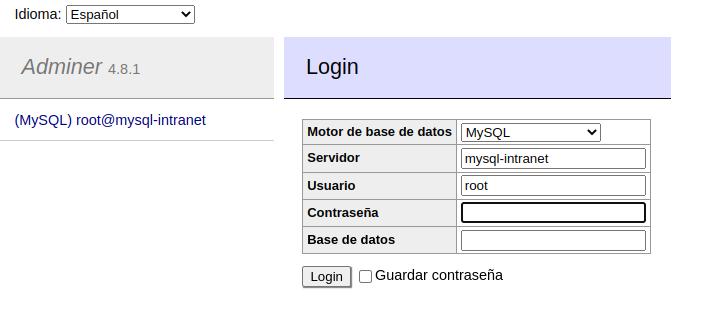 Idioma: Español
Adminer 4.8.1
(MySQL) root@mysql-intranet
Login
Motor de base de datos MySQL
Servidor mysql-intranet
Usuario root
Contraseña
Base de datos
Login Guardar contraseña